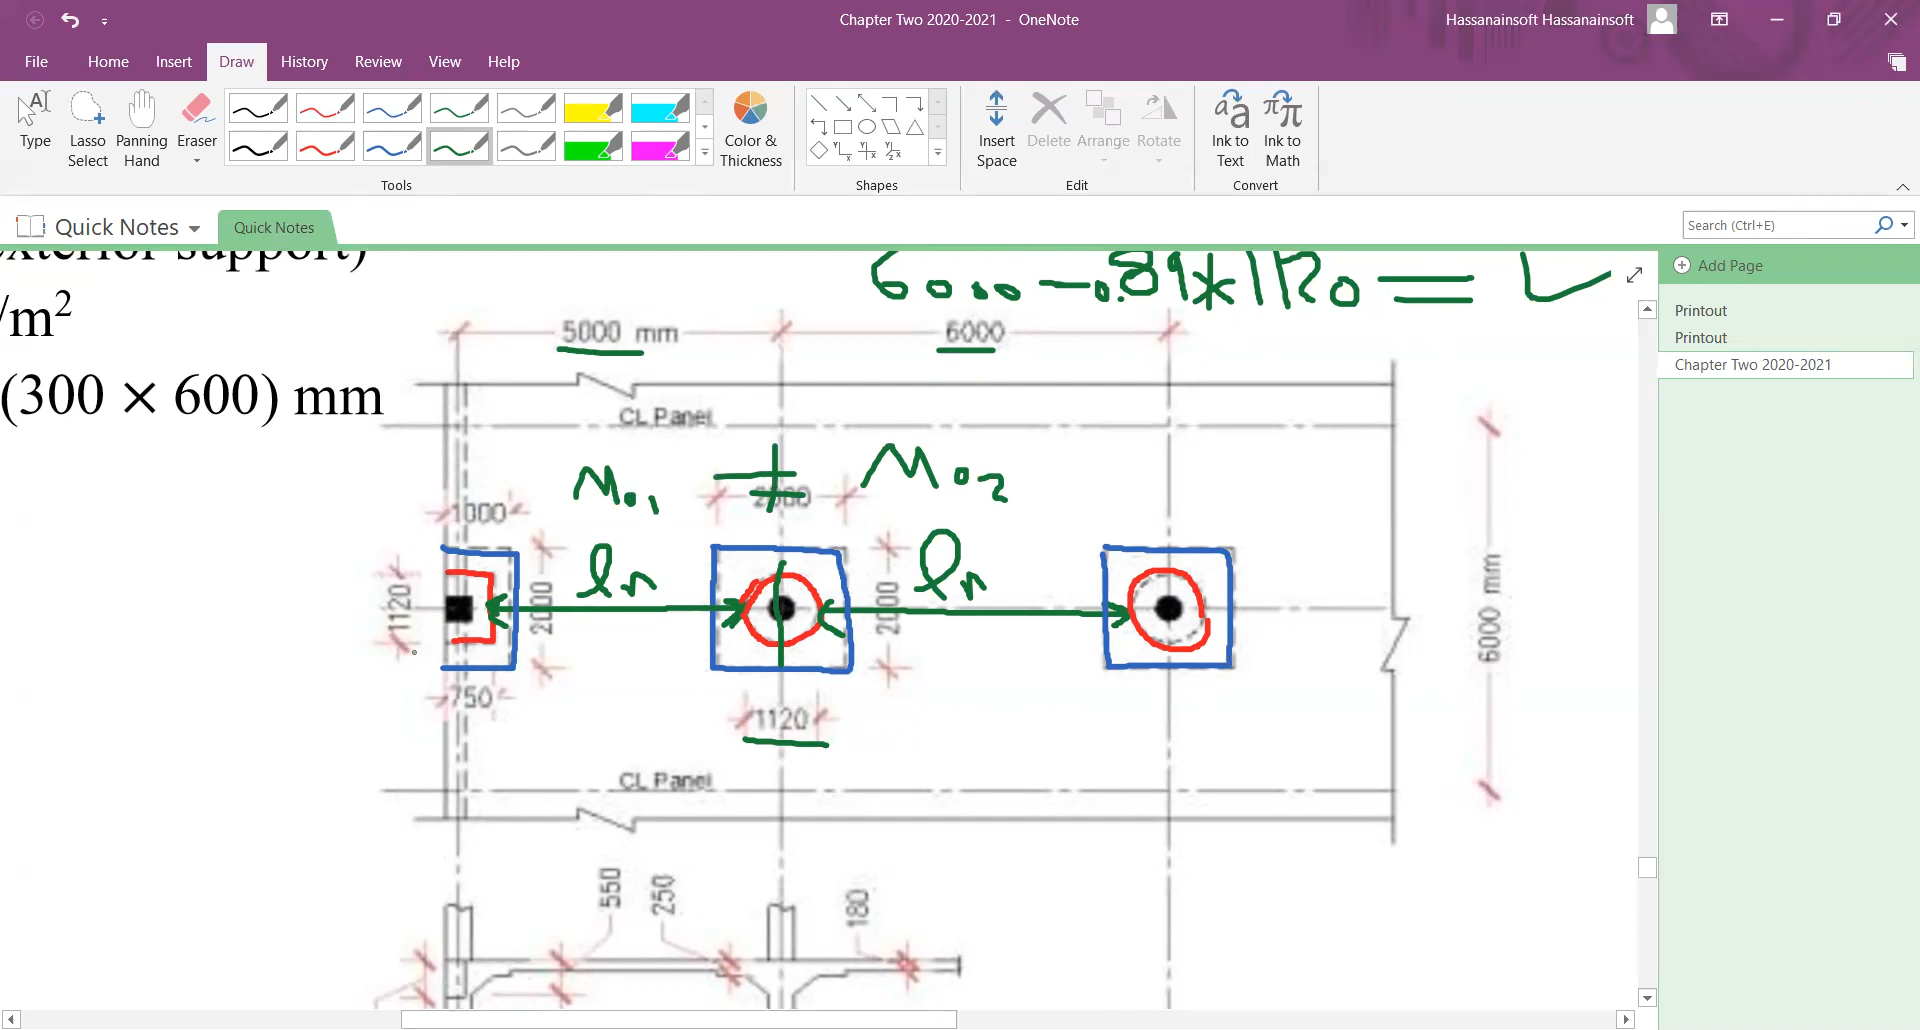 Chapter Two 2020-2021 - OneNote
Hassanainsoft Hassanainsoft
File Home Insert Draw History Review View Help
Type
Lasso Select
Panning Hand
Eraser
Color & Thickness
Insert Space
Delete
Arrange
Rotate
Ink to Text
Ink to Math
Tools
Shapes
Edit
Convert
Quick Notes
Quick Notes
Search (Ctrl+E)
Add Page
Printout
Printout
Chapter Two 2020-2021
exterior support)
/m²
(300 × 600) mm
5000 mm
6000
CL Panel
Mo1
≠
Mo2
1000
2000
ln
ln
1120
2000
2000
6000 mm
750
1120
CL Panel
550
250
180